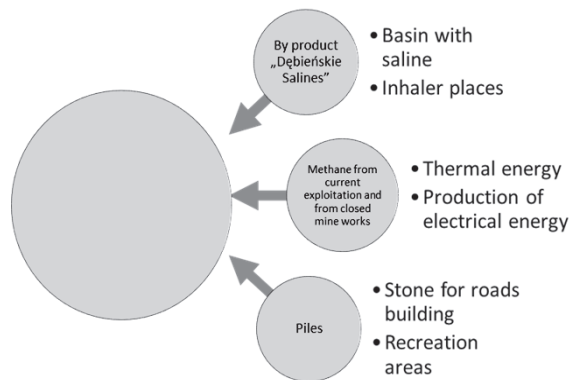 By product
„Dębieńskie
Salines”
• Basin with
saline
• Inhaler places
Methane from
current
exploitation and
from closed
mine works
• Thermal energy
• Production of
electrical energy
Piles
• Stone for roads
building
• Recreation
areas